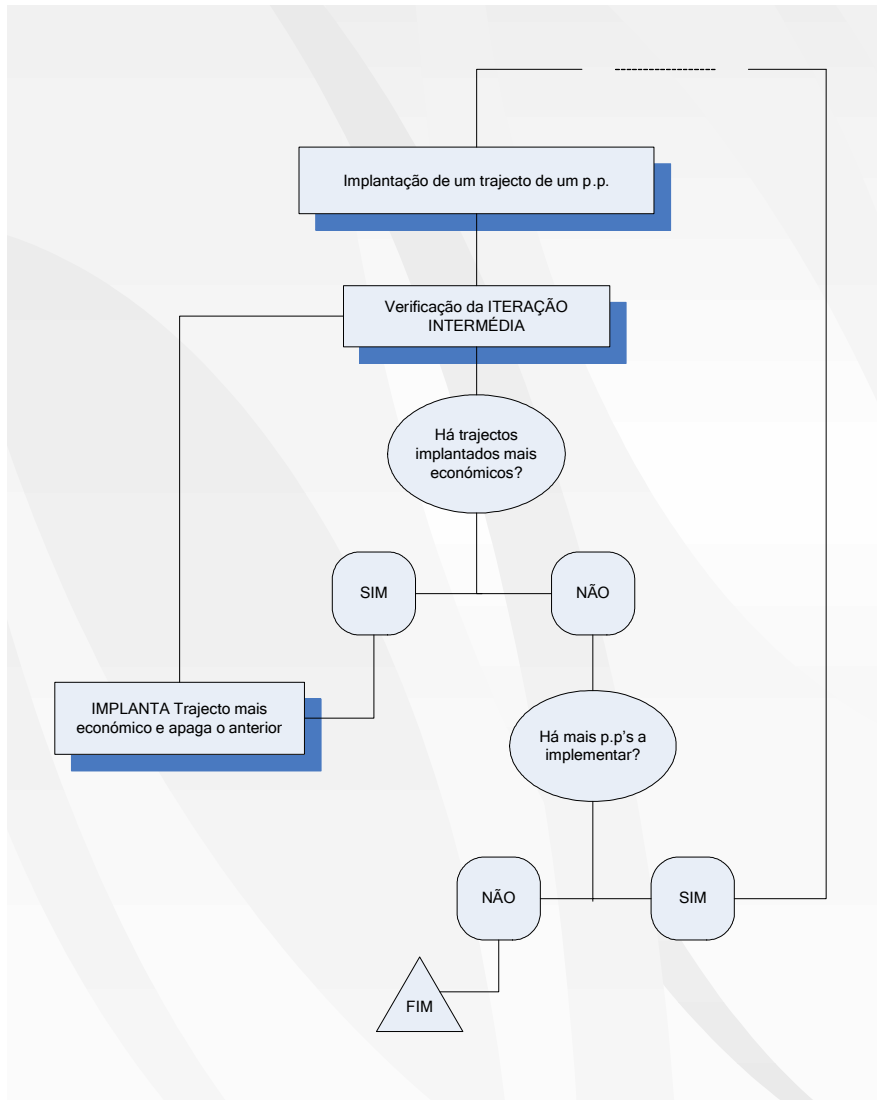 Implantação de um trajecto de um p.p.
Verificação da ITERAÇÃO
INTERMÉDIA
Há trajectos
implantados mais
económicos?
SIM
NÃO
IMPLANTA Trajecto mais
económico e apaga o anterior
Há mais p.p's a
implementar?
NÃO
SIM
FIM